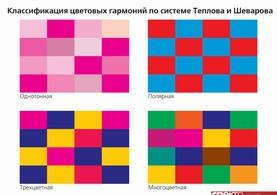 Классификация цветовых гармоний по системе Теплова и Шеварова
Однотонная
Полярная
Трехцветная
Многоцветная